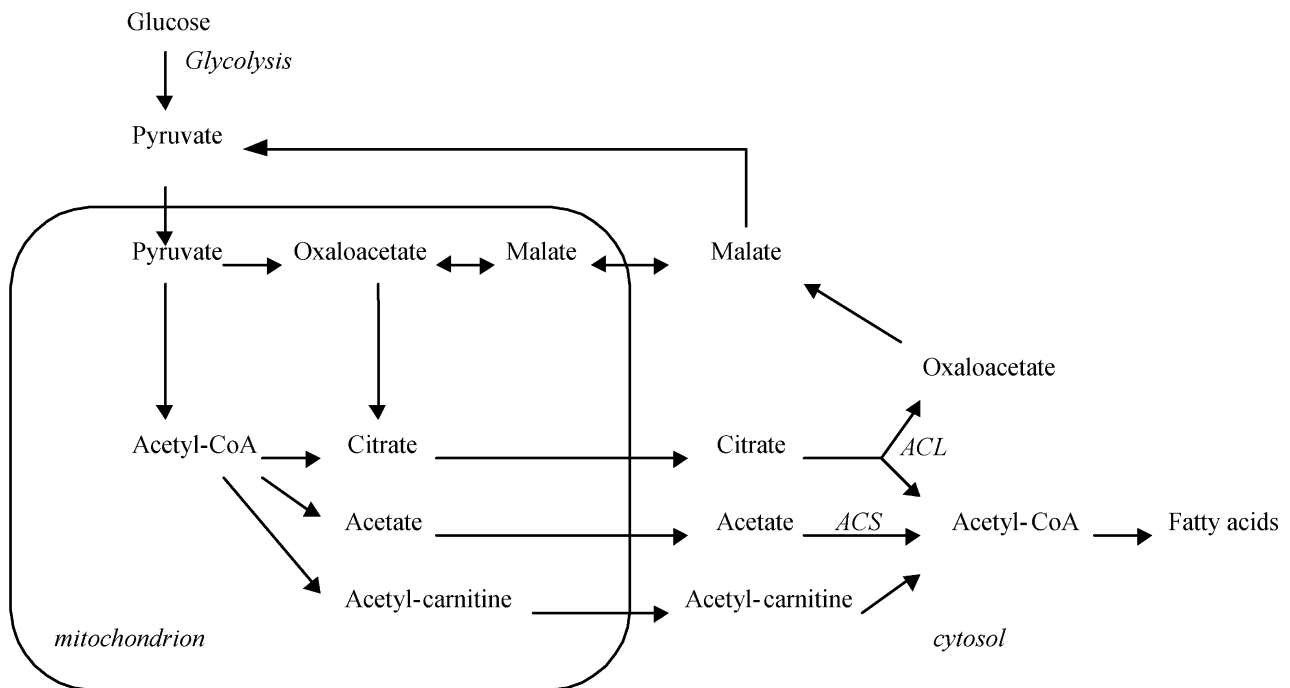 Glucose
Glycolysis
Pyruvate
Pyruvate Oxaloacetate Malate Malate
Oxaloacetate
Acetyl-CoA Citrate Citrate ACL
Acetate Acetate ACS Acetyl-CoA Fatty acids
Acetyl-carnitine Acetyl-carnitine
mitochondrion cytosol